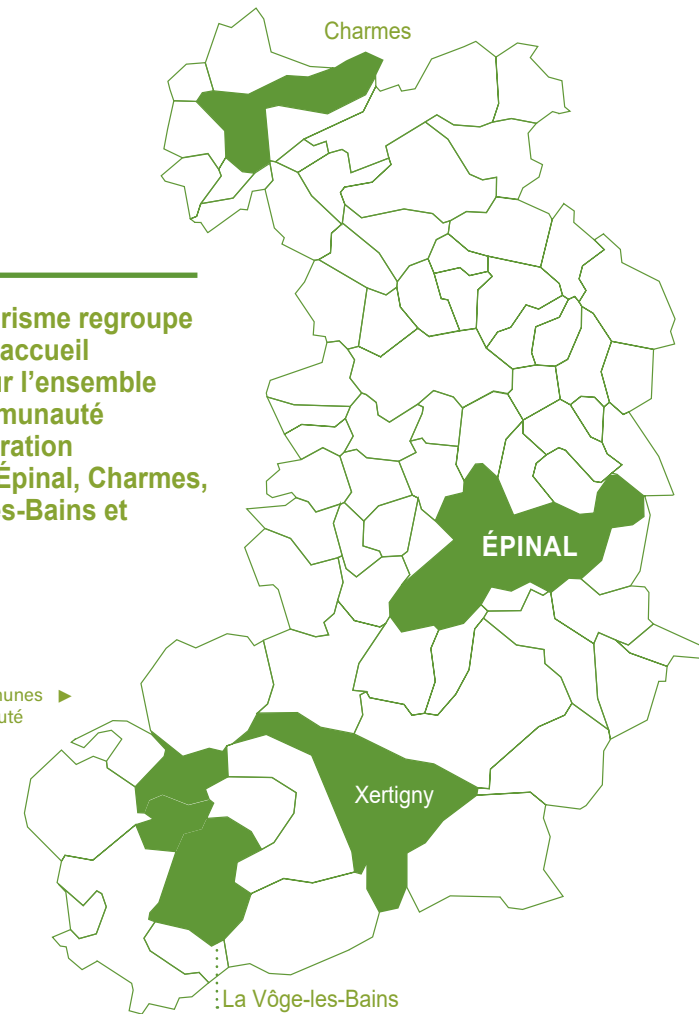 Charmes
risme regroupe
accueil
ur l'ensemble
munauté
ration
Épinal, Charmes,
s-Bains et
ÉPINAL
unes ►
uté
Xertigny
La Vôge-les-Bains